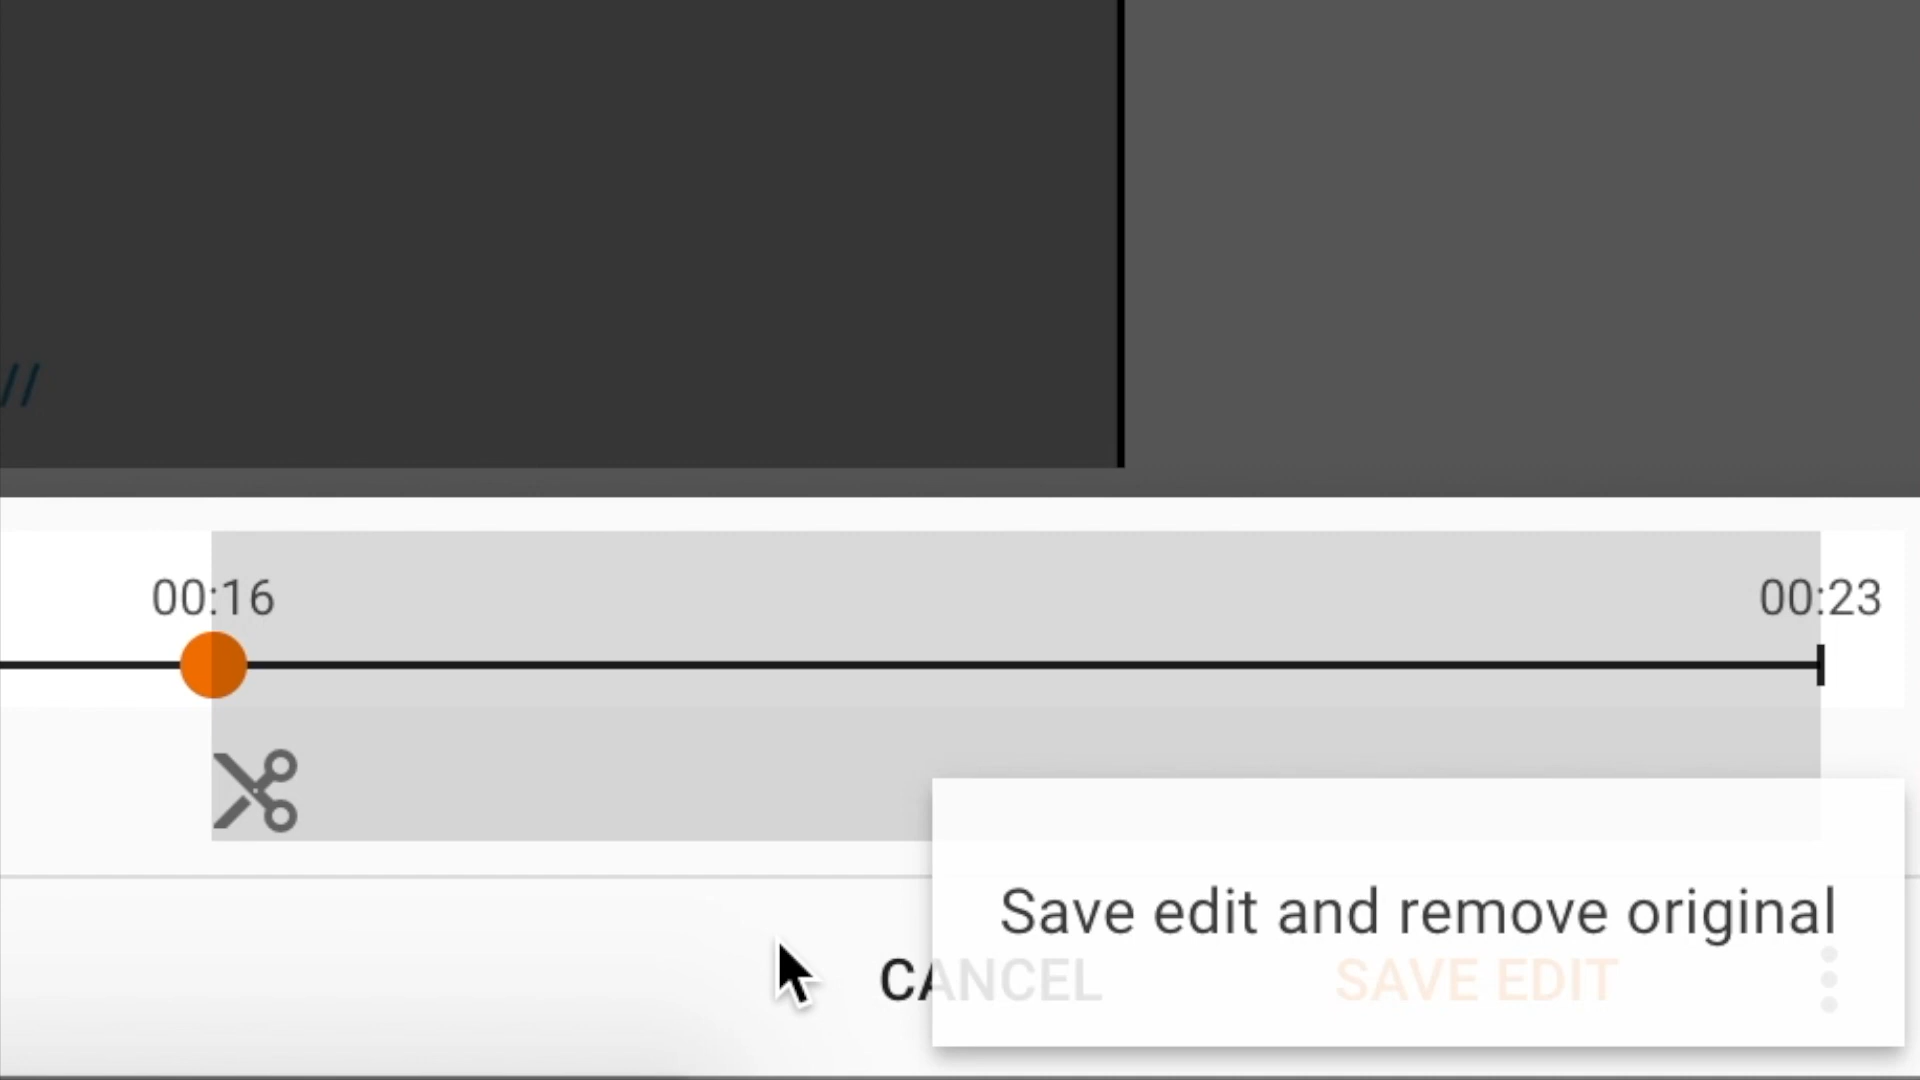 //
00:16
00:23
Save edit and remove original
CANCEL
SAVE EDIT